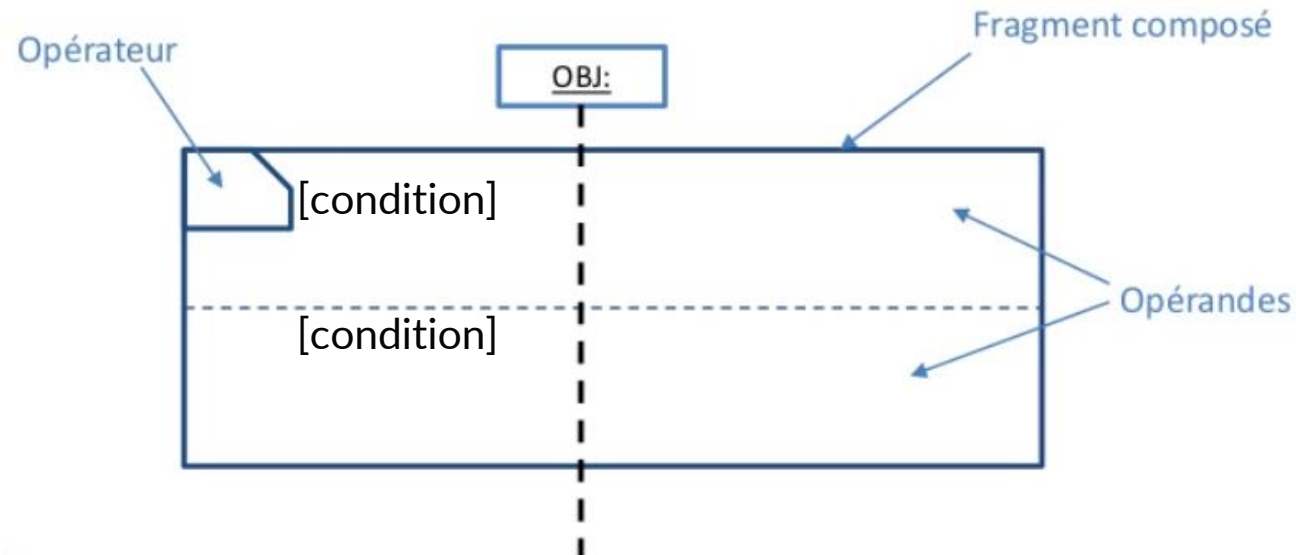 Fragment composé
Opérateur
OBJ:
[condition]
Opérandes
[condition]